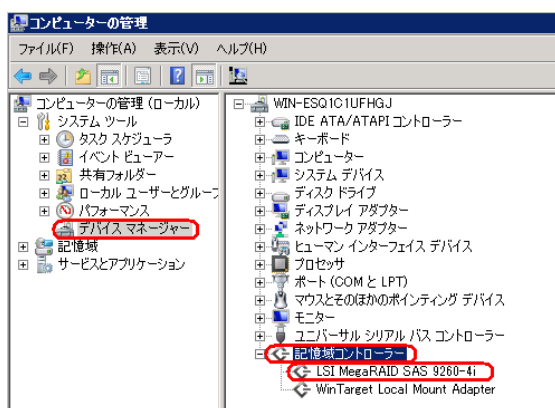 コンピューターの管理
ファイル(F) 操作(A) 表示(V) ヘルプ(H)
コンピューターの管理 (ローカル)
システム ツール
タスク スケジューラ
イベント ビューアー
共有フォルダー
ローカル ユーザーとグルー
パフォーマンス
デバイス マネージャー
記憶域
サービスとアプリケーション
WIN-ESQ1C1UFHGJ
IDE ATA/ATAPI コントローラー
キーボード
コンピューター
システム デバイス
ディスク ドライブ
ディスプレイ アダプター
ネットワーク アダプター
ヒューマン インターフェイス デバイス
プロセッサ
ポート (COM と LPT)
マウスとそのほかのポインティング デバイス
モニター
ユニバーサル シリアル バス コントローラー
記憶域コントローラー
LSI MegaRAID SAS 9260-4i
WinTarget Local Mount Adapter